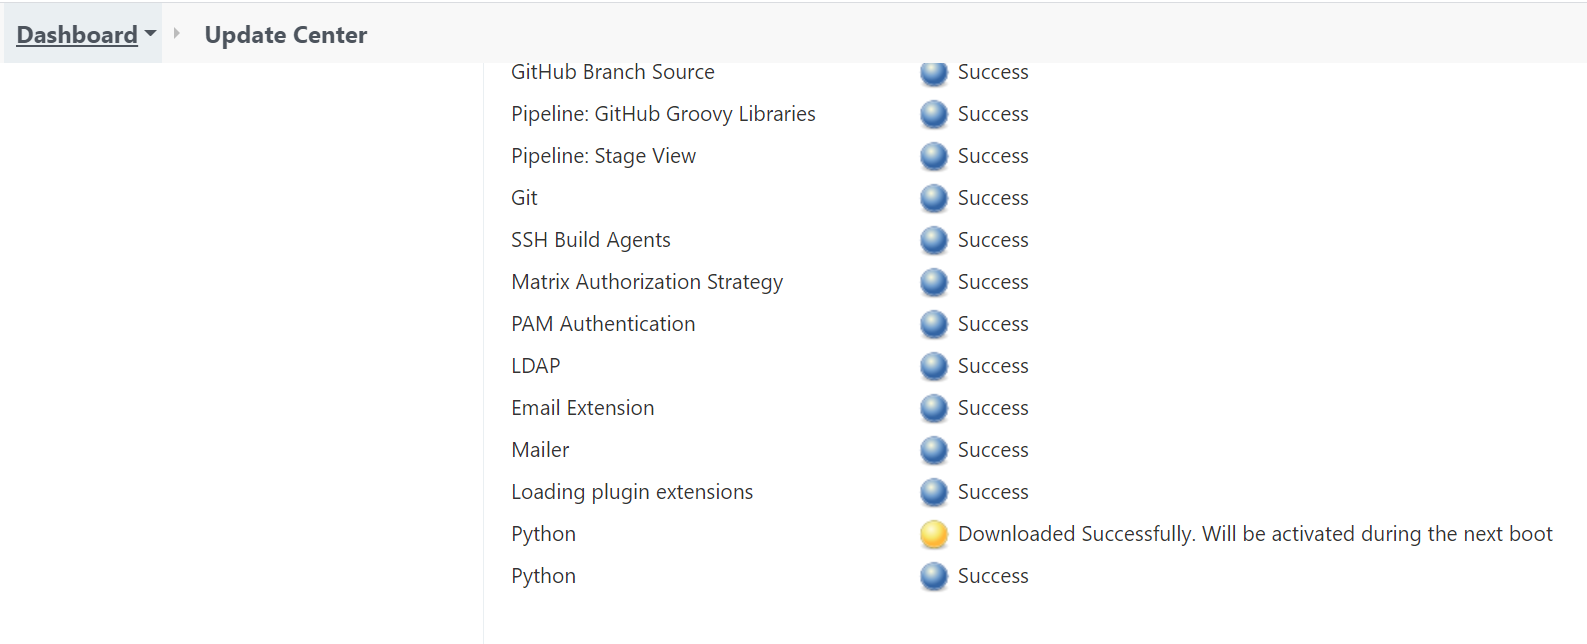 Dashboard Update Center
GitHub Branch Source Success
Pipeline: GitHub Groovy Libraries Success
Pipeline: Stage View Success
Git Success
SSH Build Agents Success
Matrix Authorization Strategy Success
PAM Authentication Success
LDAP Success
Email Extension Success
Mailer Success
Loading plugin extensions Success
Python Downloaded Successfully. Will be activated during the next boot
Python Success